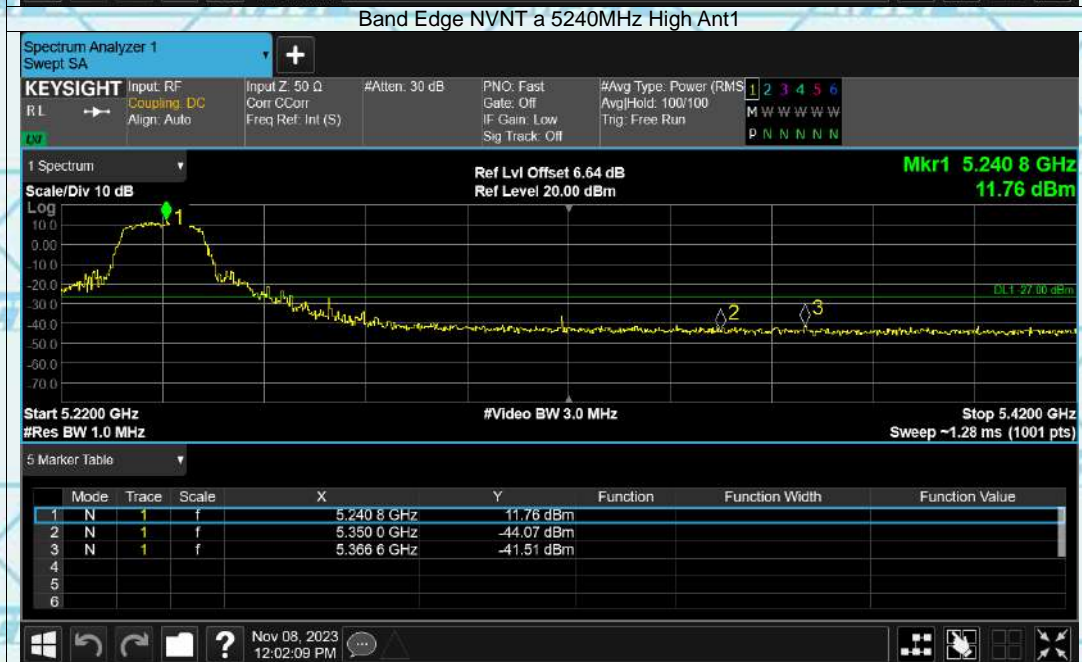 Band Edge NVNT a 5240MHz High Ant1
Spectrum Analyzer 1
Swept SA
+
KEYSIGHT Input: RF Input Z: 50 Ω #Atten: 30 dB PNO: Fast #Avg Type: Power (RMS 1 2 3 4 5 6
RL Coupling: DC Corr CCorr Gate: Off Avg|Hold: 100/100 M W W W W W
Align: Auto Freq Ref: Int (S) IF Gain: Low Trig: Free Run
Sig Track: Off P N N N N N
LXI
1 Spectrum Ref Lvl Offset 6.64 dB Mkr1 5.240 8 GHz
Scale/Div 10 dB Ref Level 20.00 dBm 11.76 dBm
Log
1
10.0
0.00
-10.0
-20.0
DL1 -27.00 dBm
-30.0
2 3
-40.0
-50.0
-60.0
-70.0
Start 5.2200 GHz #Video BW 3.0 MHz Stop 5.4200 GHz
#Res BW 1.0 MHz Sweep ~1.28 ms (1001 pts)
5 Marker Table
Mode Trace Scale X Y Function Function Width Function Value
1 N 1 f 5.240 8 GHz 11.76 dBm
2 N 1 f 5.350 0 GHz -44.07 dBm
3 N 1 f 5.366 6 GHz -41.51 dBm
4
5
6
? Nov 08, 2023
12:02:09 PM